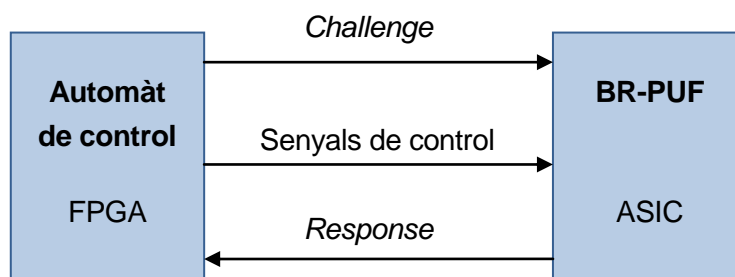 Challenge
Automàt
de control
BR-PUF
Senyals de control
FPGA
ASIC
Response